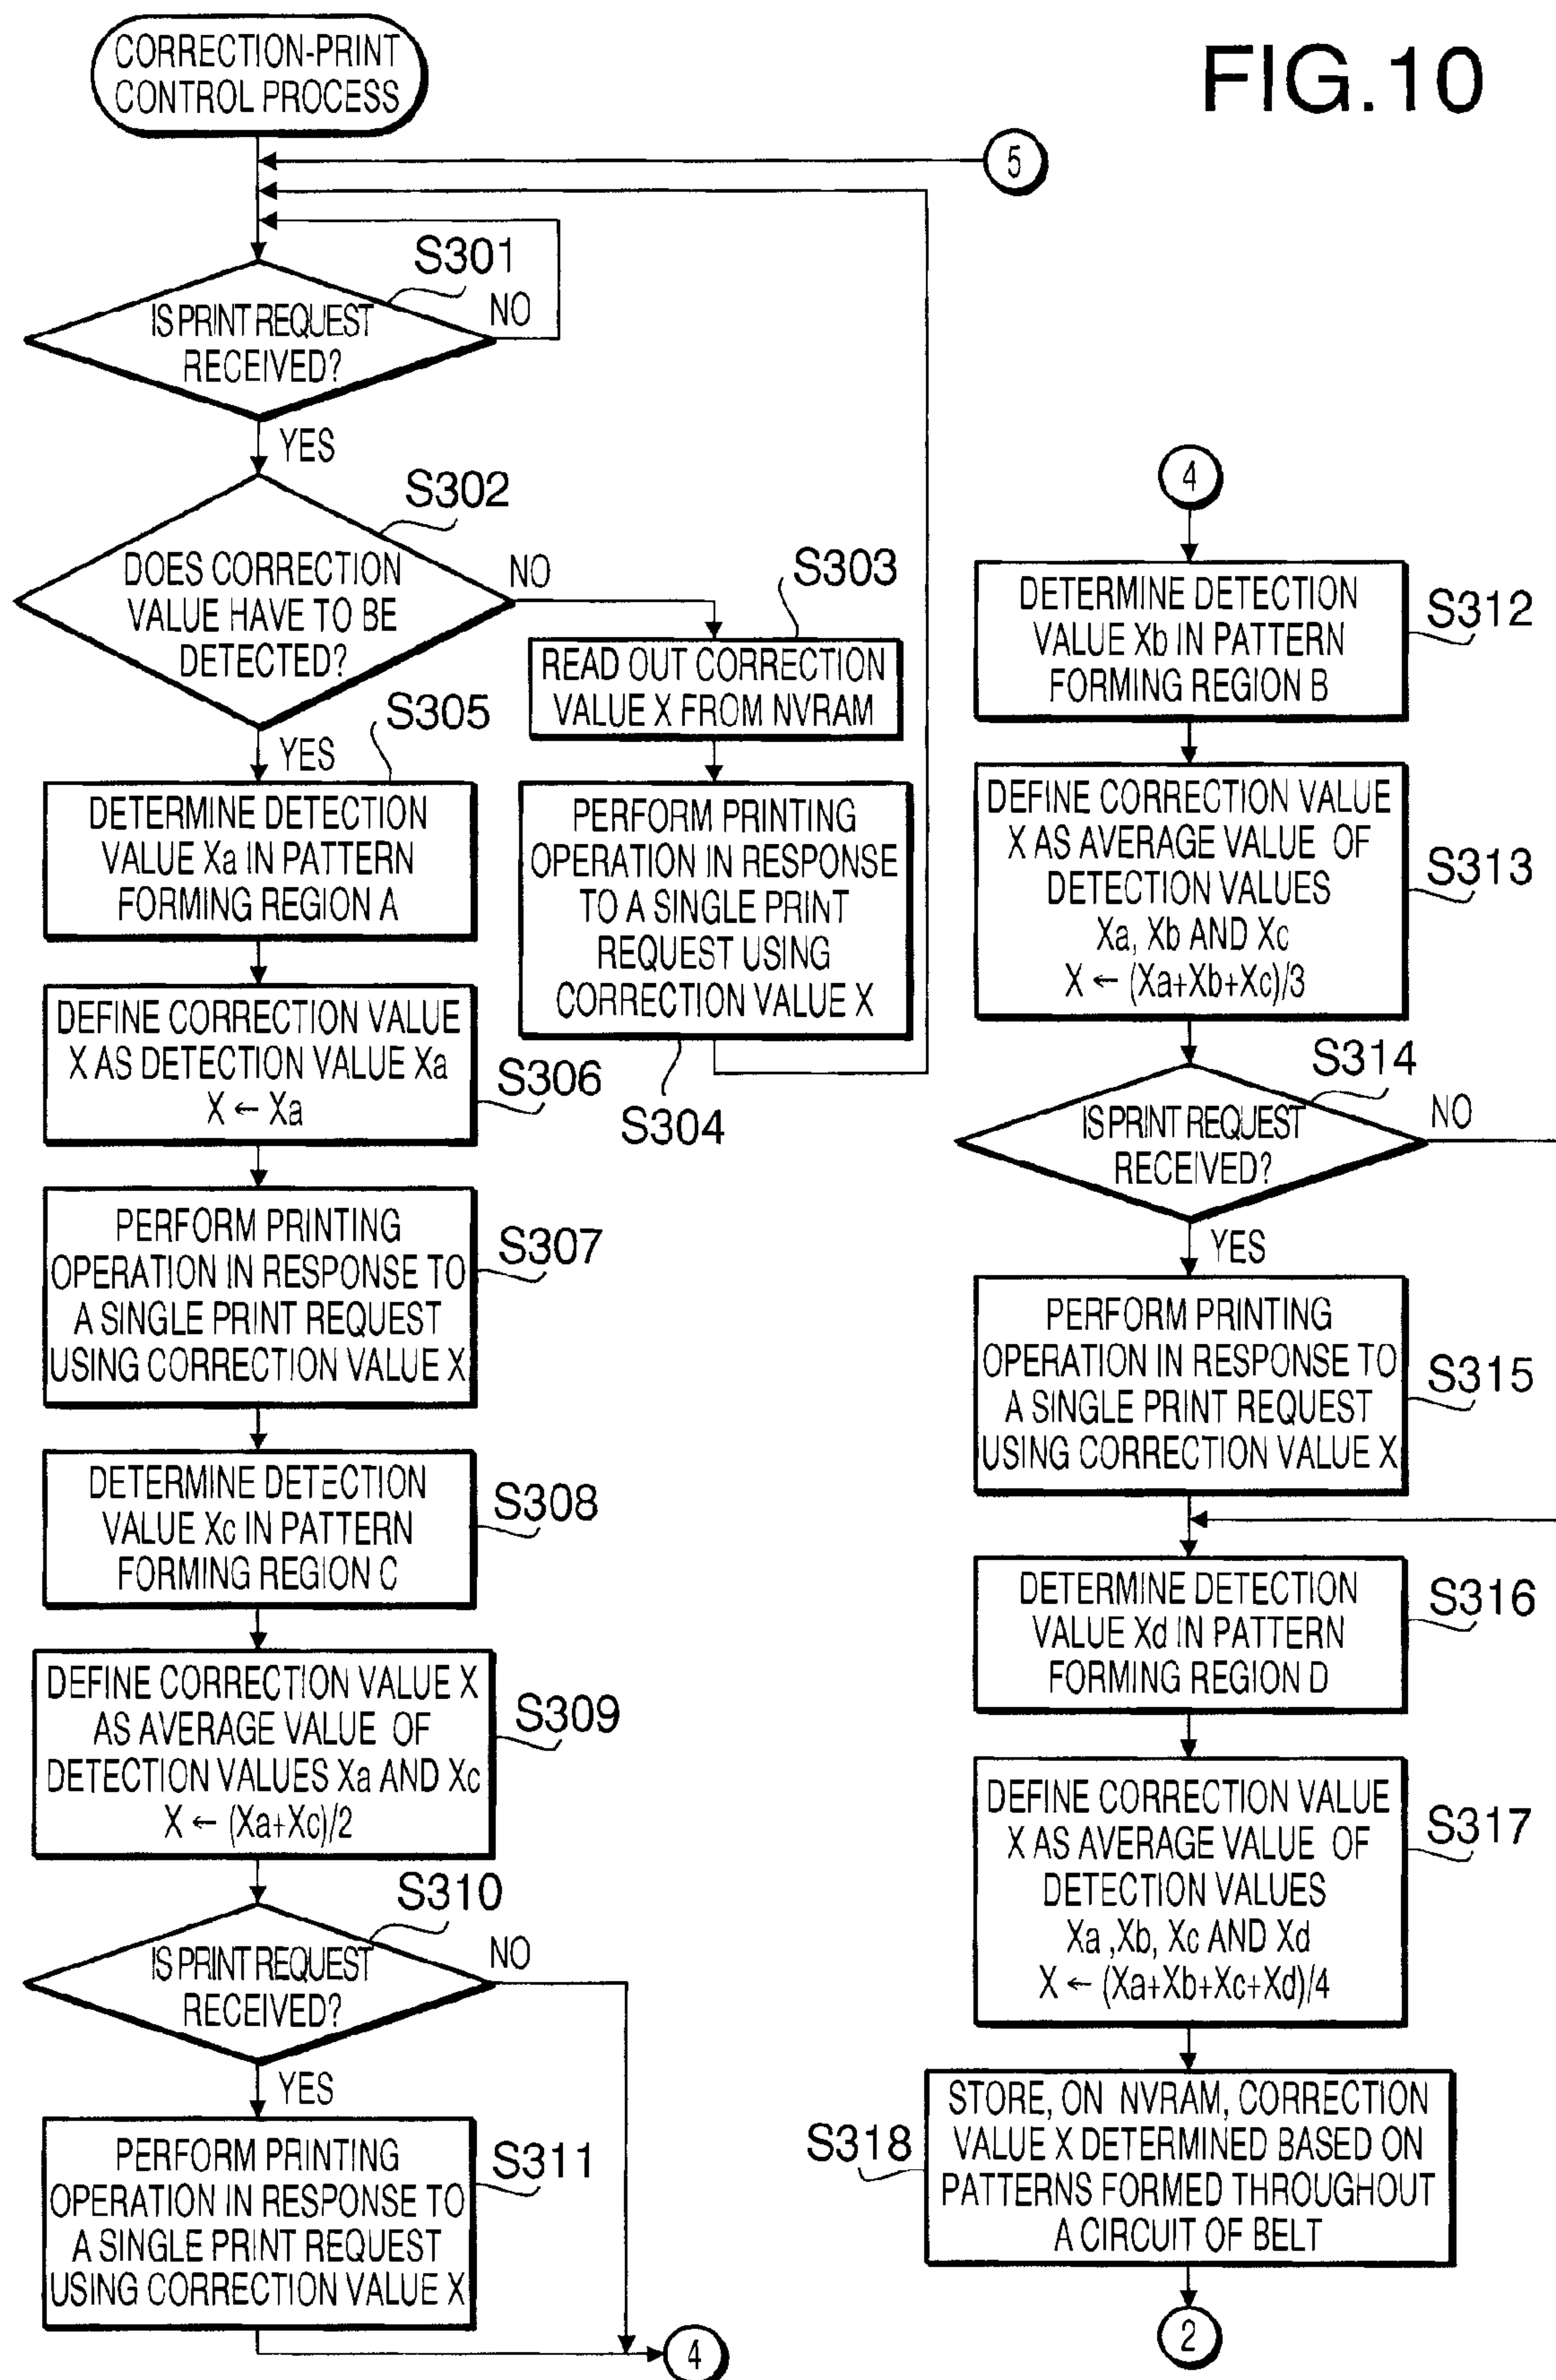 FIG.10
CORRECTION-PRINT
CONTROL PROCESS
5
S301
IS PRINT REQUEST
RECEIVED?
NO
YES
S302
DOES CORRECTION
VALUE HAVE TO BE
DETECTED?
NO
YES
S303
READ OUT CORRECTION
VALUE X FROM NVRAM
PERFORM PRINTING
OPERATION IN RESPONSE
TO A SINGLE PRINT
REQUEST USING
CORRECTION VALUE X
S304
S305
DETERMINE DETECTION
VALUE Xa IN PATTERN
FORMING REGION A
DEFINE CORRECTION VALUE
X AS DETECTION VALUE Xa
X ← Xa
S306
PERFORM PRINTING
OPERATION IN RESPONSE TO
A SINGLE PRINT REQUEST
USING CORRECTION VALUE X
S307
DETERMINE DETECTION
VALUE Xc IN PATTERN
FORMING REGION C
S308
DEFINE CORRECTION VALUE X
AS AVERAGE VALUE OF
DETECTION VALUES Xa AND Xc
X ← (Xa+Xc)/2
S309
S310
IS PRINT REQUEST
RECEIVED?
NO
YES
PERFORM PRINTING
OPERATION IN RESPONSE TO
A SINGLE PRINT REQUEST
USING CORRECTION VALUE X
S311
4
4
DETERMINE DETECTION
VALUE Xb IN PATTERN
FORMING REGION B
S312
DEFINE CORRECTION VALUE
X AS AVERAGE VALUE OF
DETECTION VALUES
Xa, Xb AND Xc
X ← (Xa+Xb+Xc)/3
S313
S314
IS PRINT REQUEST
RECEIVED?
NO
YES
PERFORM PRINTING
OPERATION IN RESPONSE TO
A SINGLE PRINT REQUEST
USING CORRECTION VALUE X
S315
DETERMINE DETECTION
VALUE Xd IN PATTERN
FORMING REGION D
S316
DEFINE CORRECTION VALUE
X AS AVERAGE VALUE OF
DETECTION VALUES
Xa ,Xb, Xc AND Xd
X ← (Xa+Xb+Xc+Xd)/4
S317
STORE, ON NVRAM, CORRECTION
VALUE X DETERMINED BASED ON
PATTERNS FORMED THROUGHOUT
A CIRCUIT OF BELT
S318
2